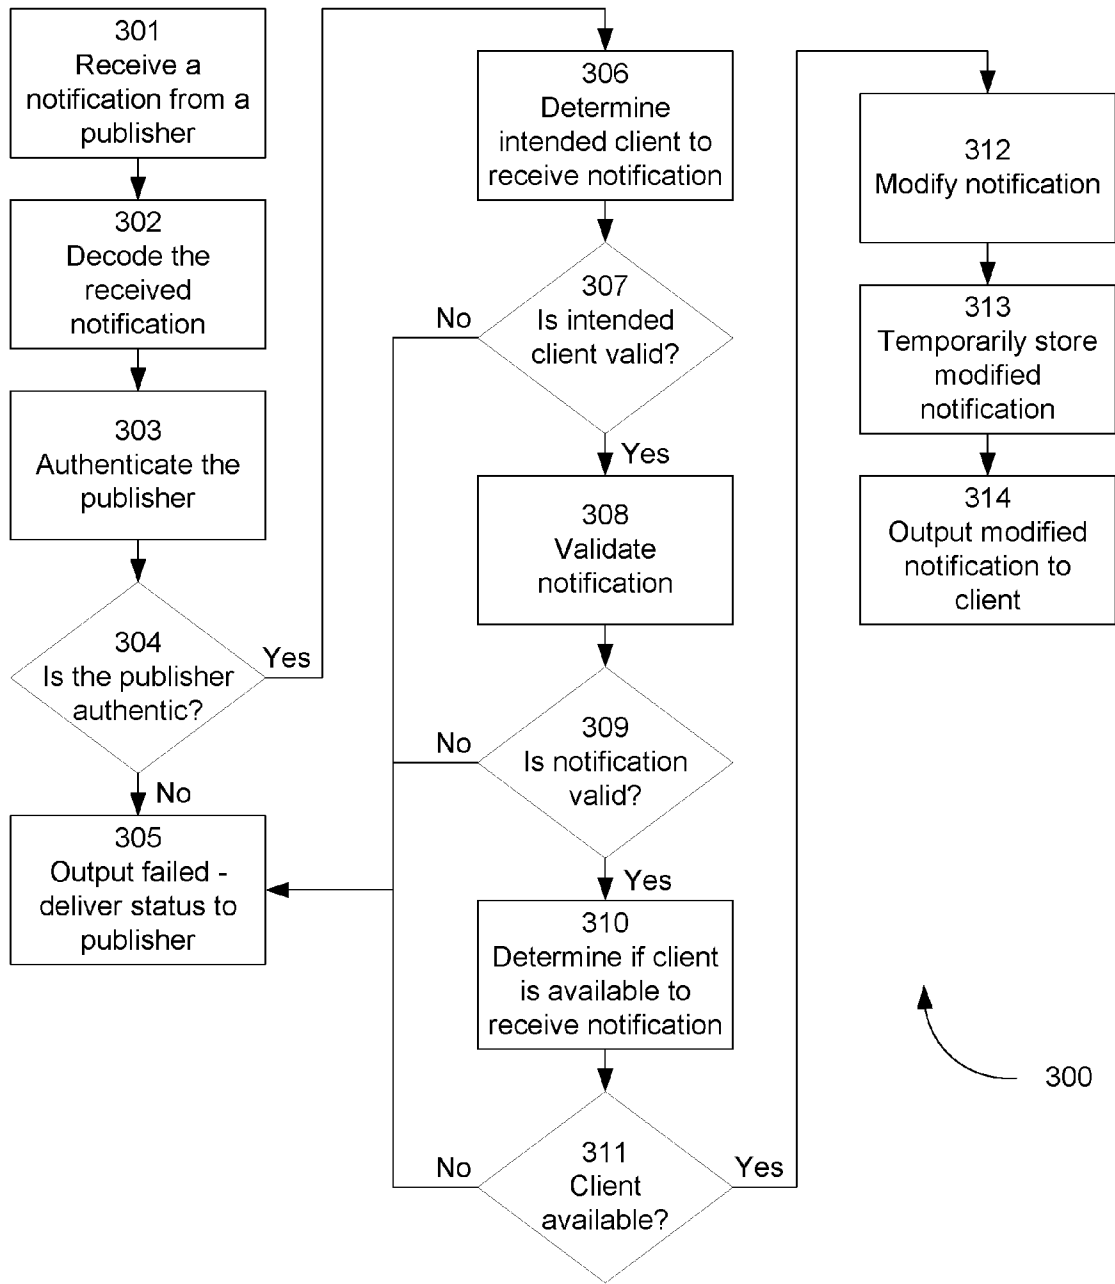 301
Receive a
notification from a
publisher
302
Decode the
received
notification
303
Authenticate the
publisher
304
Is the publisher
authentic?
Yes
No
305
Output failed -
deliver status to
publisher
306
Determine
intended client to
receive notification
307
Is intended
client valid?
No
Yes
308
Validate
notification
309
Is notification
valid?
No
Yes
310
Determine if client
is available to
receive notification
311
Client
available?
No
Yes
312
Modify notification
313
Temporarily store
modified
notification
314
Output modified
notification to
client
300